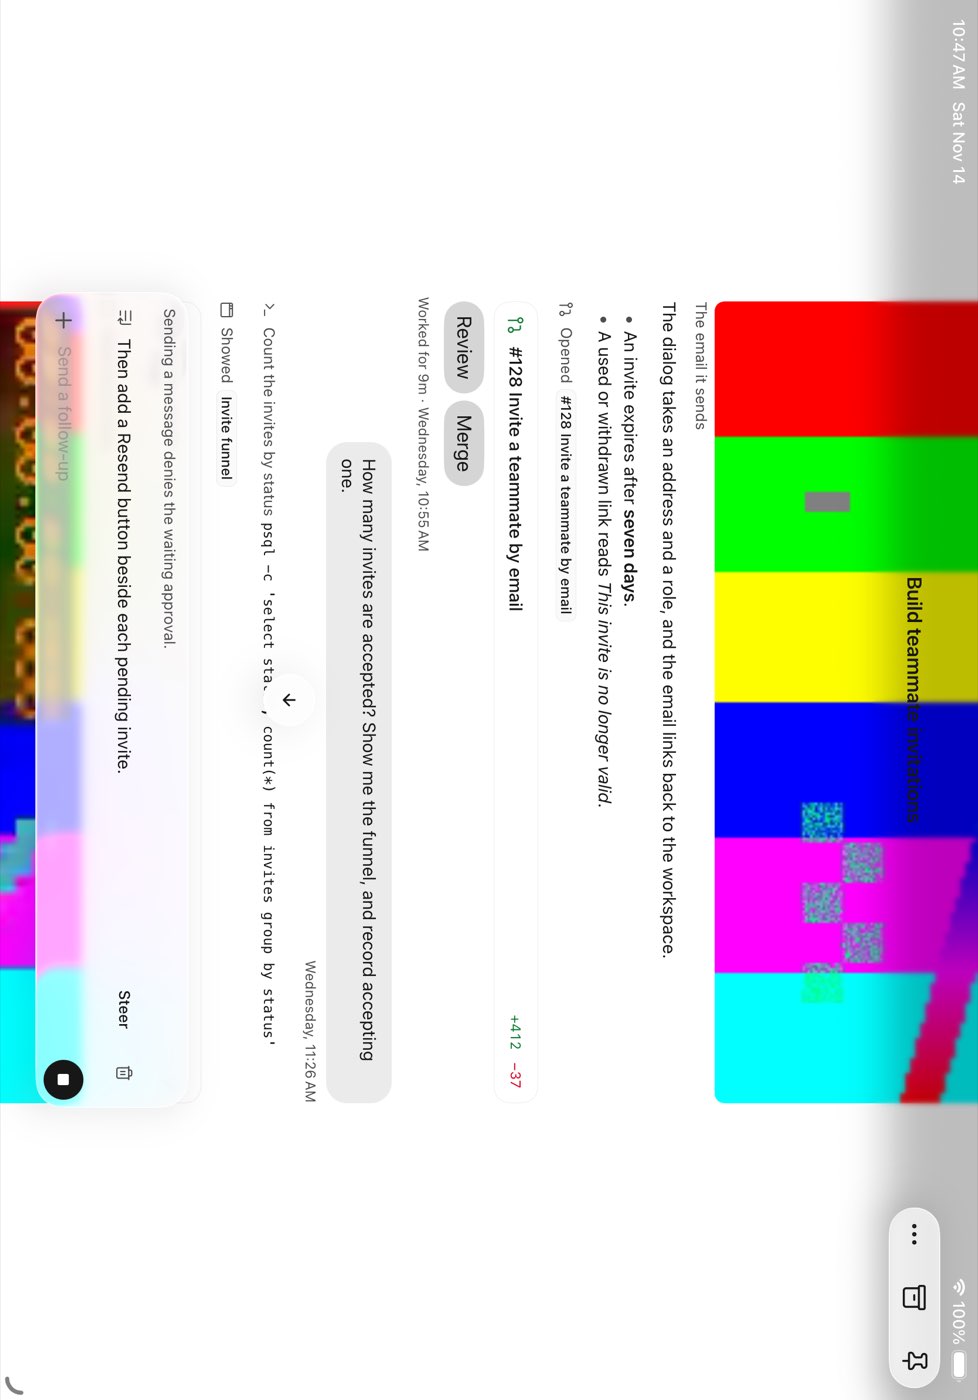 10:47 AM Sat Nov 14
100%
Build teammate invitations
The email it sends
The dialog takes an address and a role, and the email links back to the workspace.
An invite expires after seven days.
A used or withdrawn link reads This invite is no longer valid.
Opened #128 Invite a teammate by email
#128 Invite a teammate by email +412 −37
Review Merge
Worked for 9m · Wednesday, 10:55 AM
How many invites are accepted? Show me the funnel, and record accepting
one.
Wednesday, 11:26 AM
Count the invites by status psql -c 'select , count(*) from invites group by status'
Showed Invite funnel
Sending a message denies the waiting approval.
Then add a Resend button beside each pending invite. Steer
Send a follow-up